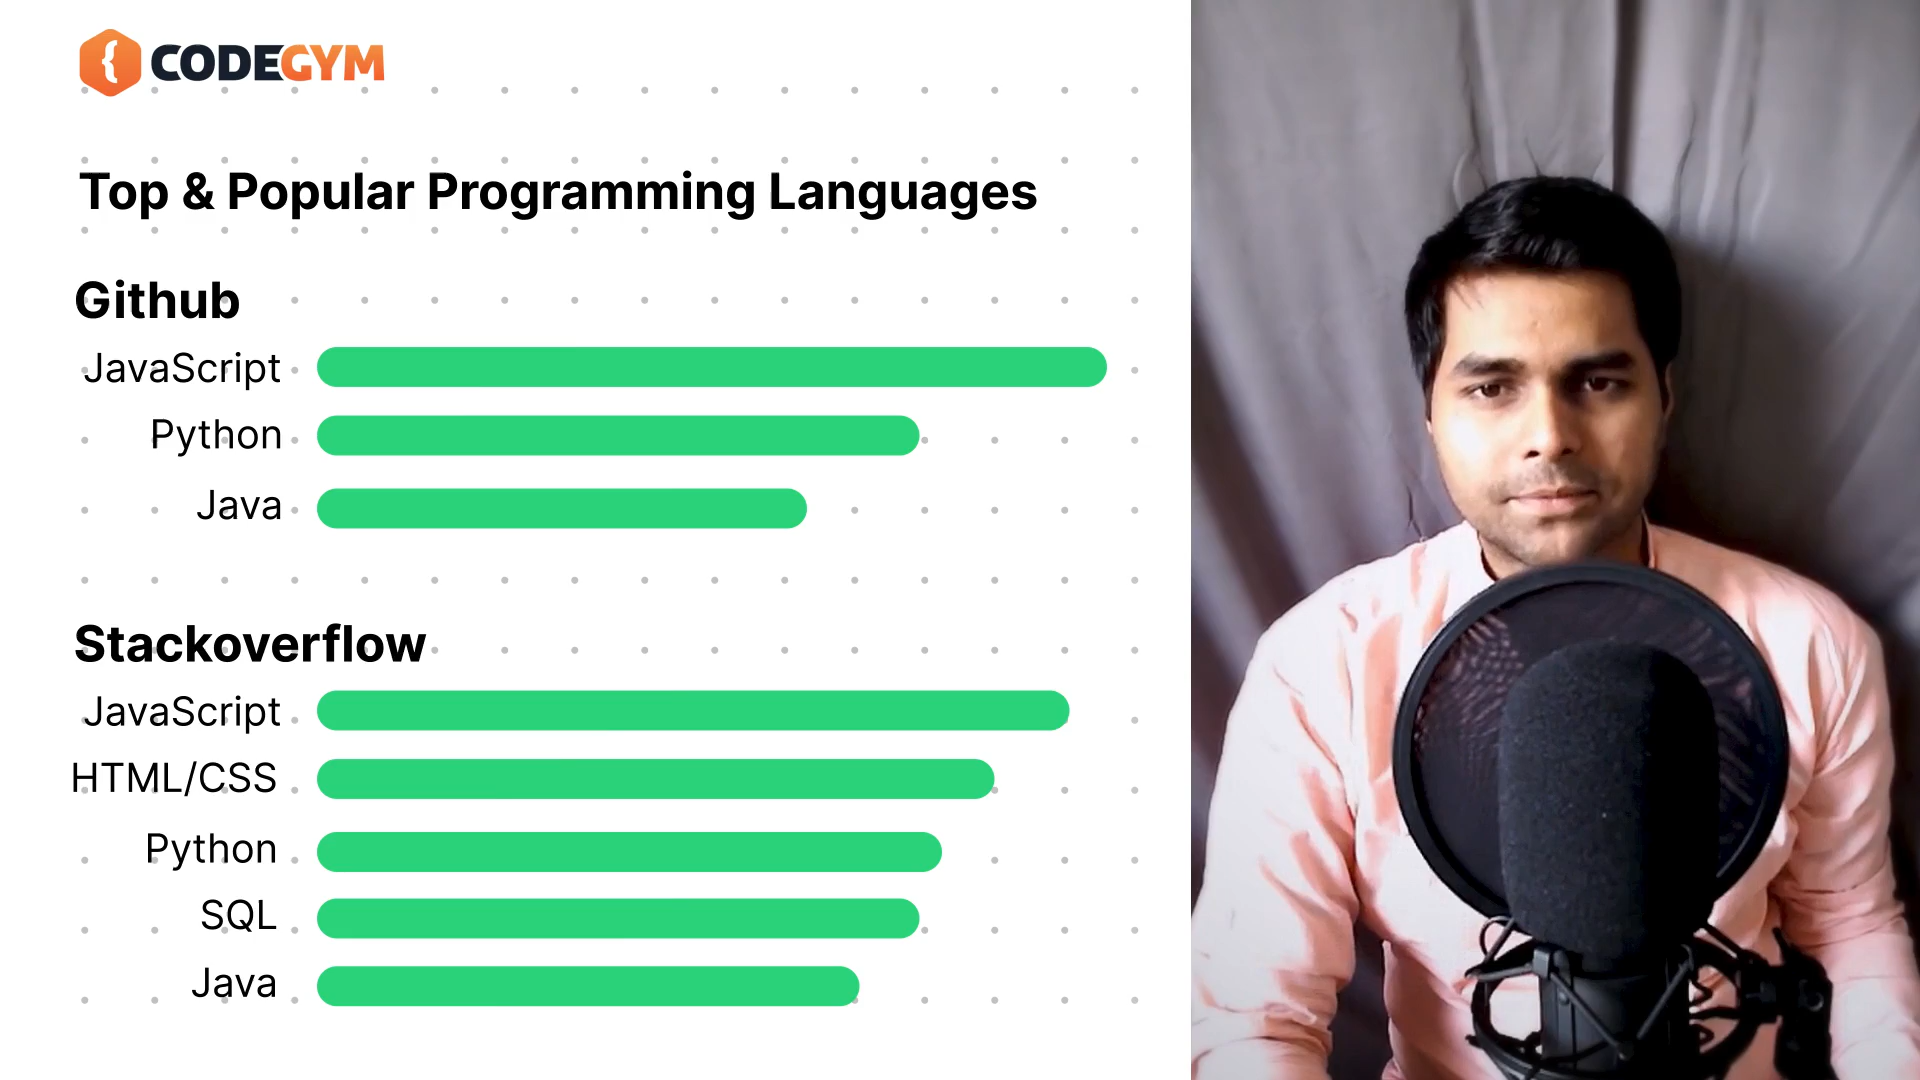 CODEGYM
Top & Popular Programming Languages
Github
JavaScript
Python
Java
Stackoverflow
JavaScript
HTML/CSS
Python
SQL
Java